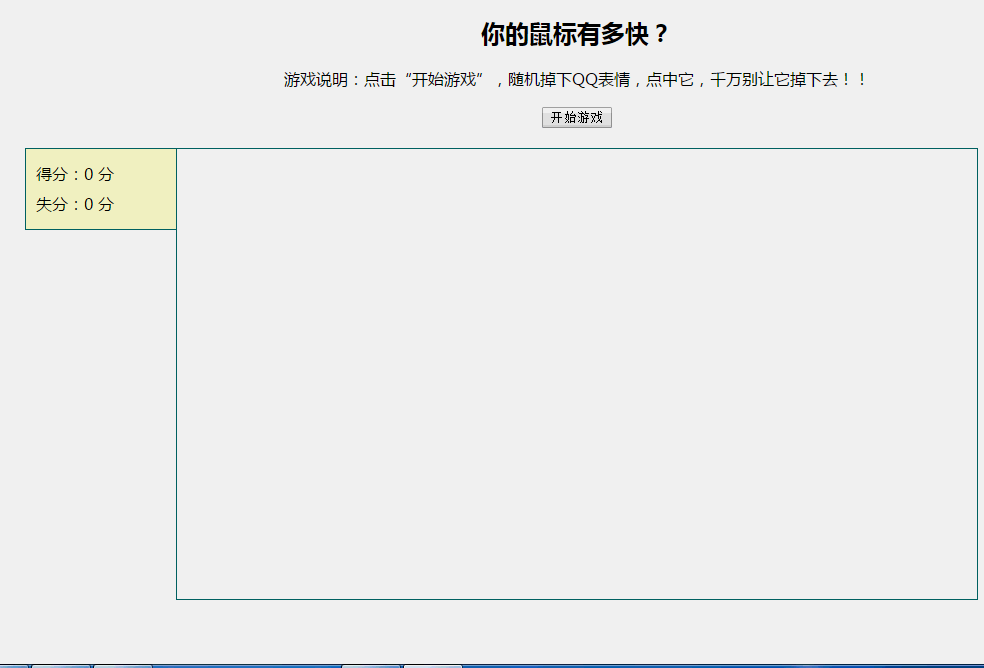 你的鼠标有多快？
游戏说明：点击“开始游戏”，随机掉下QQ表情，点中它，千万别让它掉下去！！
开始游戏
得分：0 分
失分：0 分